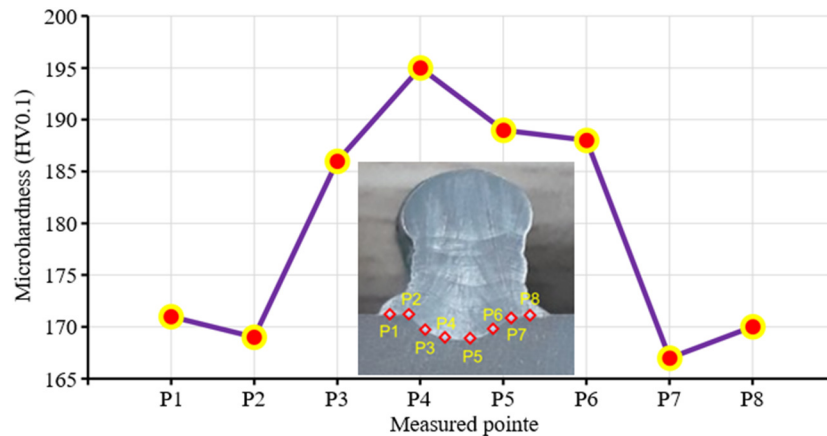 200
195
190
185
180
175
170
165
Microhardness (HV0.1)
P1 P2 P3 P4 P5 P6 P7 P8
Measured pointe
P2
P8
P1
P6
P4
P7
P3
P5